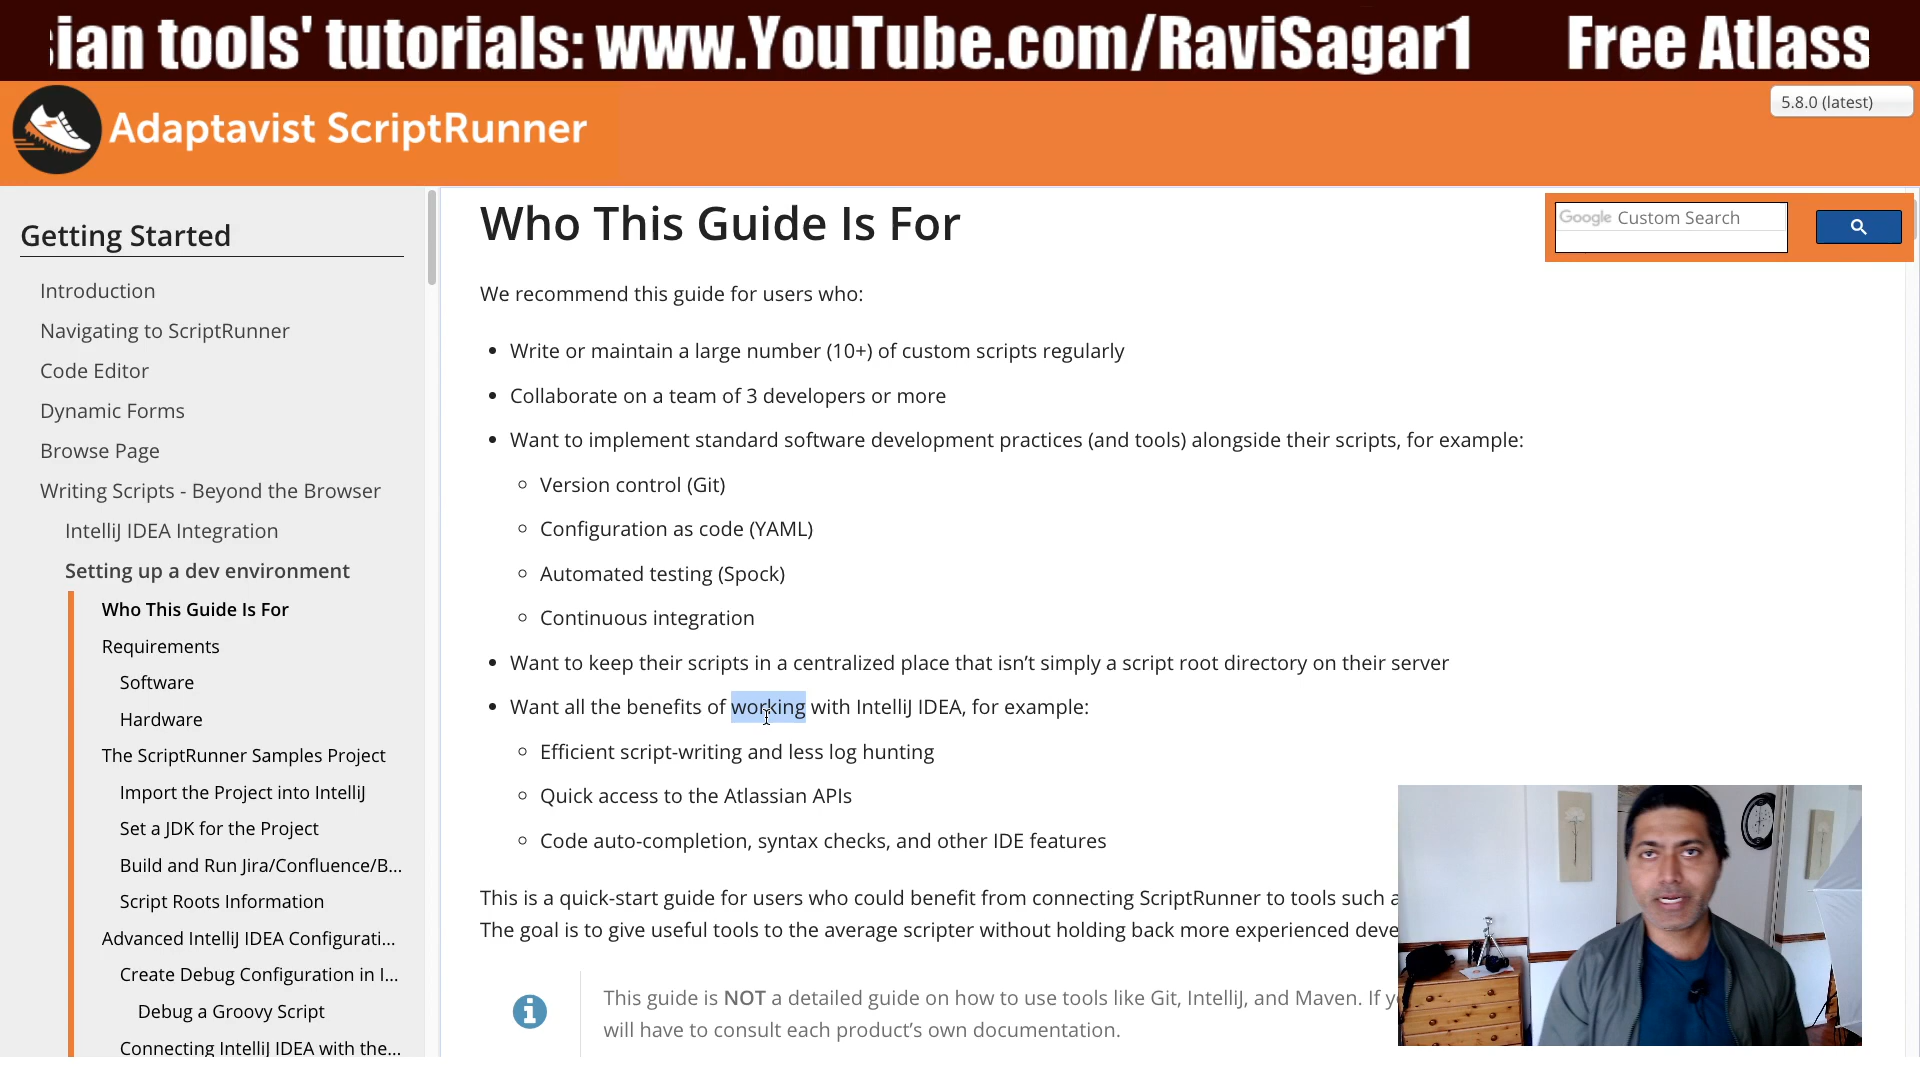 sian tools' tutorials: www.YouTube.com/RaviSagar1 Free Atlass
Adaptavist ScriptRunner
5.8.0 (latest)
Getting Started
Introduction
Navigating to ScriptRunner
Code Editor
Dynamic Forms
Browse Page
Writing Scripts - Beyond the Browser
IntelliJ IDEA Integration
Setting up a dev environment
Who This Guide Is For
Requirements
Software
Hardware
The ScriptRunner Samples Project
Import the Project into IntelliJ
Set a JDK for the Project
Build and Run Jira/Confluence/B...
Script Roots Information
Advanced IntelliJ IDEA Configurati...
Create Debug Configuration in I...
Debug a Groovy Script
Connecting IntelliJ IDEA with the...
Who This Guide Is For
Google Custom Search
We recommend this guide for users who:
• Write or maintain a large number (10+) of custom scripts regularly
• Collaborate on a team of 3 developers or more
• Want to implement standard software development practices (and tools) alongside their scripts, for example:
◦ Version control (Git)
◦ Configuration as code (YAML)
◦ Automated testing (Spock)
◦ Continuous integration
• Want to keep their scripts in a centralized place that isn’t simply a script root directory on their server
• Want all the benefits of working with IntelliJ IDEA, for example:
◦ Efficient script-writing and less log hunting
◦ Quick access to the Atlassian APIs
◦ Code auto-completion, syntax checks, and other IDE features
This is a quick-start guide for users who could benefit from connecting ScriptRunner to tools such a
The goal is to give useful tools to the average scripter without holding back more experienced deve
This guide is NOT a detailed guide on how to use tools like Git, IntelliJ, and Maven. If y
will have to consult each product’s own documentation.